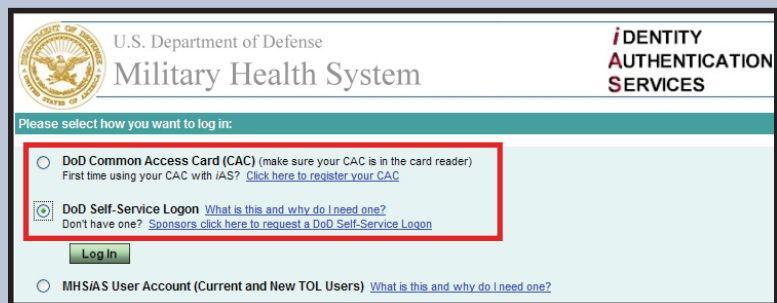 U.S. Department of Defense
Military Health System
iDENTITY
AUTHENTICATION
SERVICES
Please select how you want to log in:
DoD Common Access Card (CAC) (make sure your CAC is in the card reader)
First time using your CAC with iAS? Click here to register your CAC
DoD Self-Service Logon What is this and why do I need one?
Don't have one? Sponsors click here to request a DoD Self-Service Logon
Log In
MHSiAS User Account (Current and New TOL Users) What is this and why do I need one?